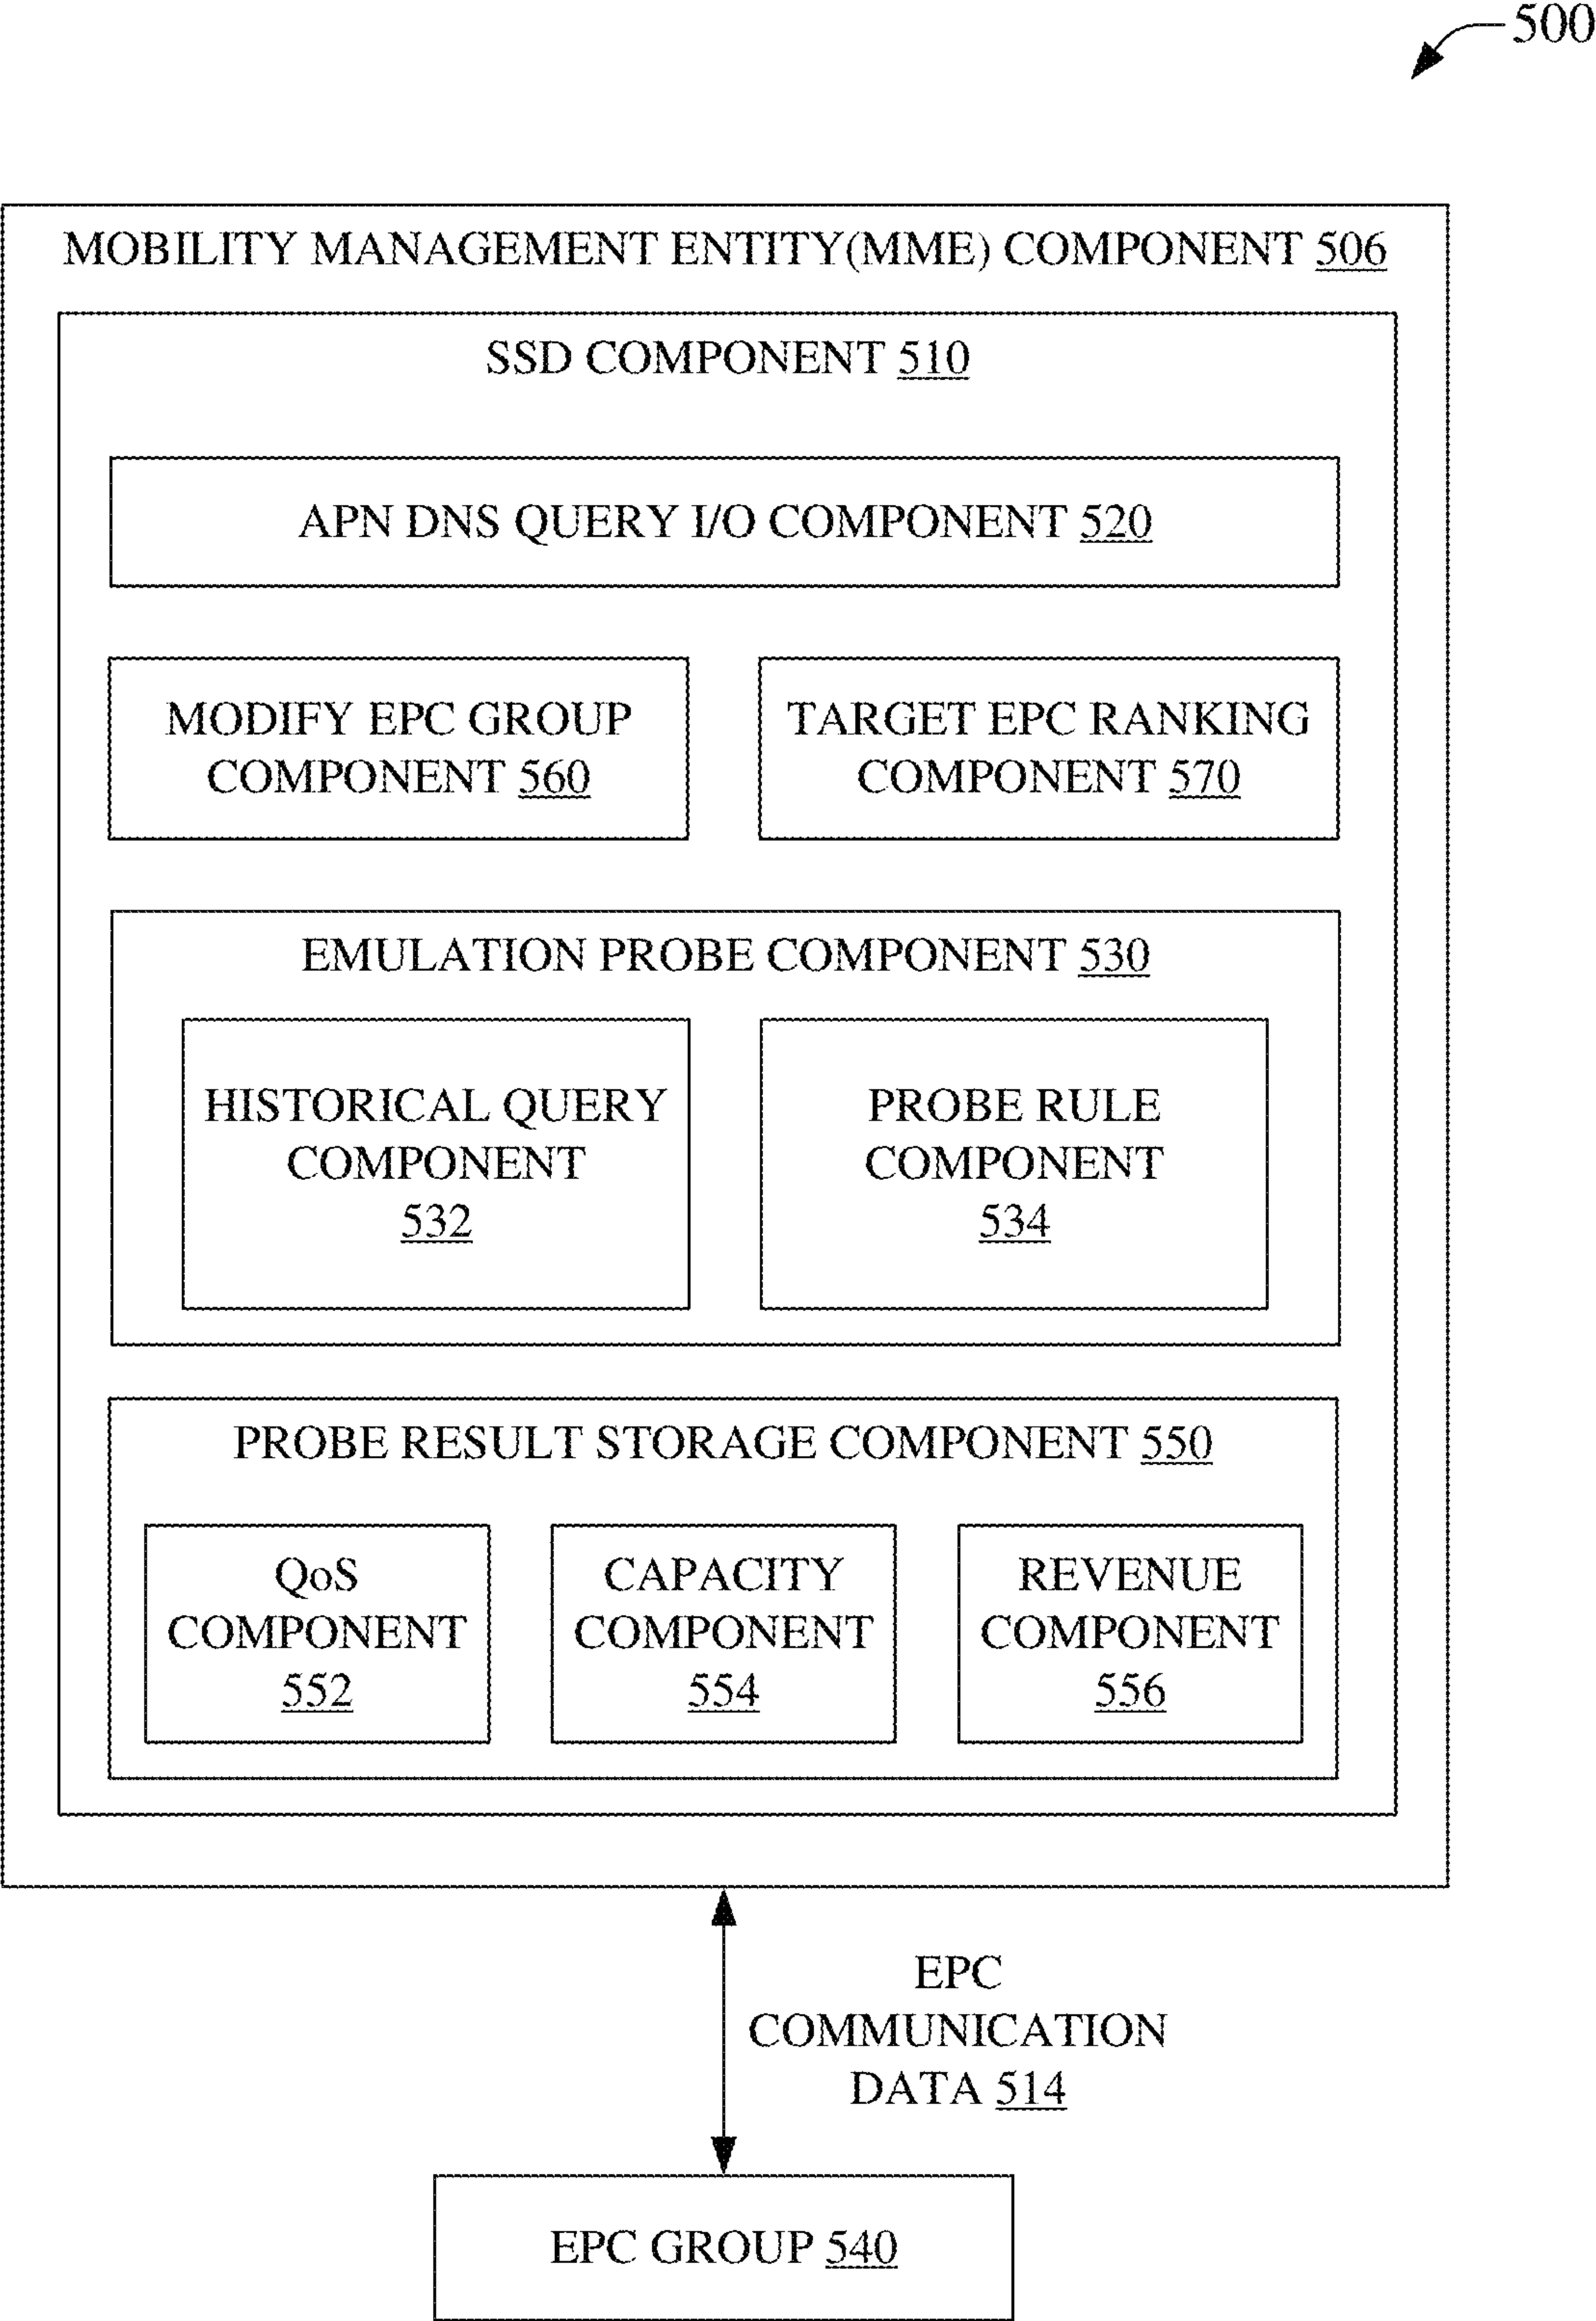 500
MOBILITY MANAGEMENT ENTITY(MME) COMPONENT 506
SSD COMPONENT 510
APN DNS QUERY I/O COMPONENT 520
MODIFY EPC GROUP
COMPONENT 560
TARGET EPC RANKING
COMPONENT 570
EMULATION PROBE COMPONENT 530
HISTORICAL QUERY
COMPONENT
532
PROBE RULE
COMPONENT
534
PROBE RESULT STORAGE COMPONENT 550
QoS
COMPONENT
552
CAPACITY
COMPONENT
554
REVENUE
COMPONENT
556
EPC
COMMUNICATION
DATA 514
EPC GROUP 540